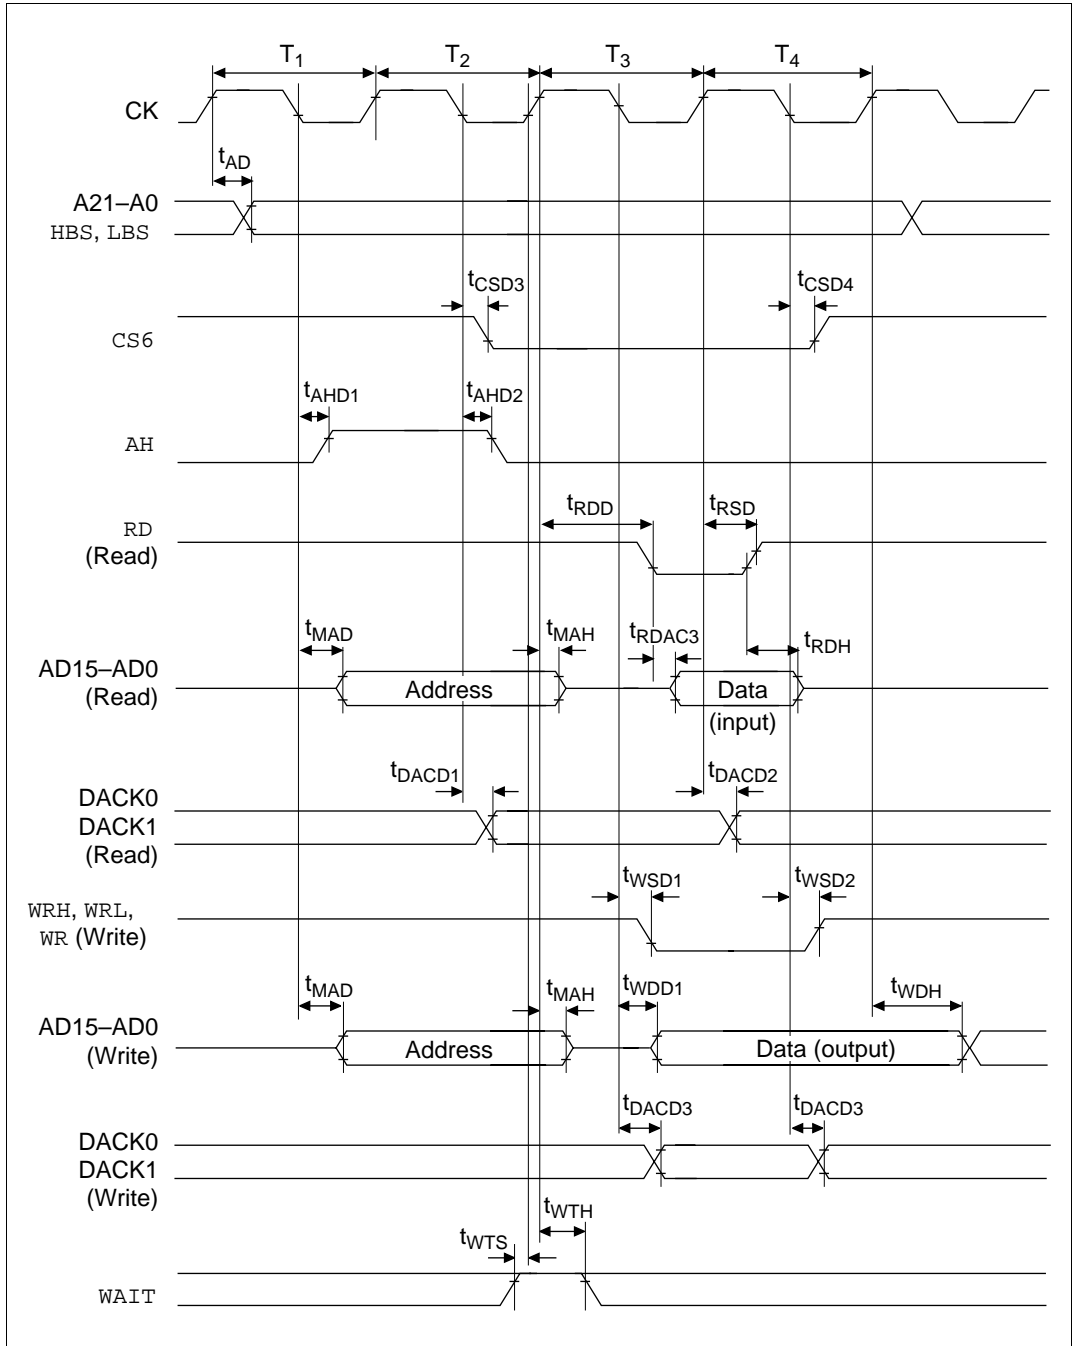 T1 T2 T3 T4
CK
tAD
A21–A0
HBS, LBS
tCSD3 tCSD4
CS6
tAHD1 tAHD2
AH
tRDD tRSD
RD
(Read)
tMAD tMAH tRDAC3 tRDH
AD15–AD0
(Read)
Address Data
(input)
tDACD1 tDACD2
DACK0
DACK1
(Read)
tWSD1 tWSD2
WRH, WRL,
WR (Write)
tMAD tMAH tWDD1 tWDH
AD15–AD0
(Write)
Address Data (output)
tDACD3 tDACD3
DACK0
DACK1
(Write)
tWTH
tWTS
WAIT